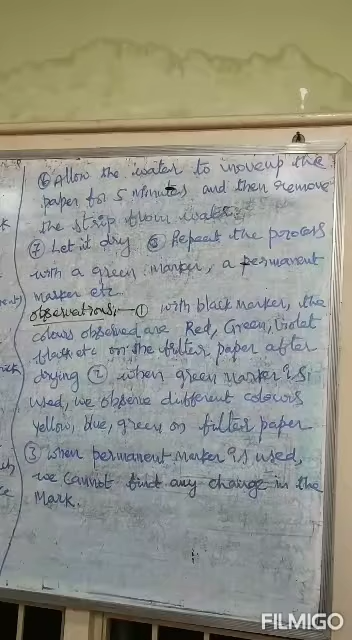 ⑥ Allow the water to moveup the
paper for 5 minutes and then remove
the strip from water.
⑦ Let it dry ⑧ Repeat the process
with a green marker, a permanent
marker etc.
observations:— ① with black marker, the
colours observed are Red, Green, Violet
black etc on the filter paper after
drying ② when green marker is
used, we observe different colours
yellow, blue, green on filter paper
③ when permanent marker is used,
we cannot find any change in the
Mark.
FILMIGO